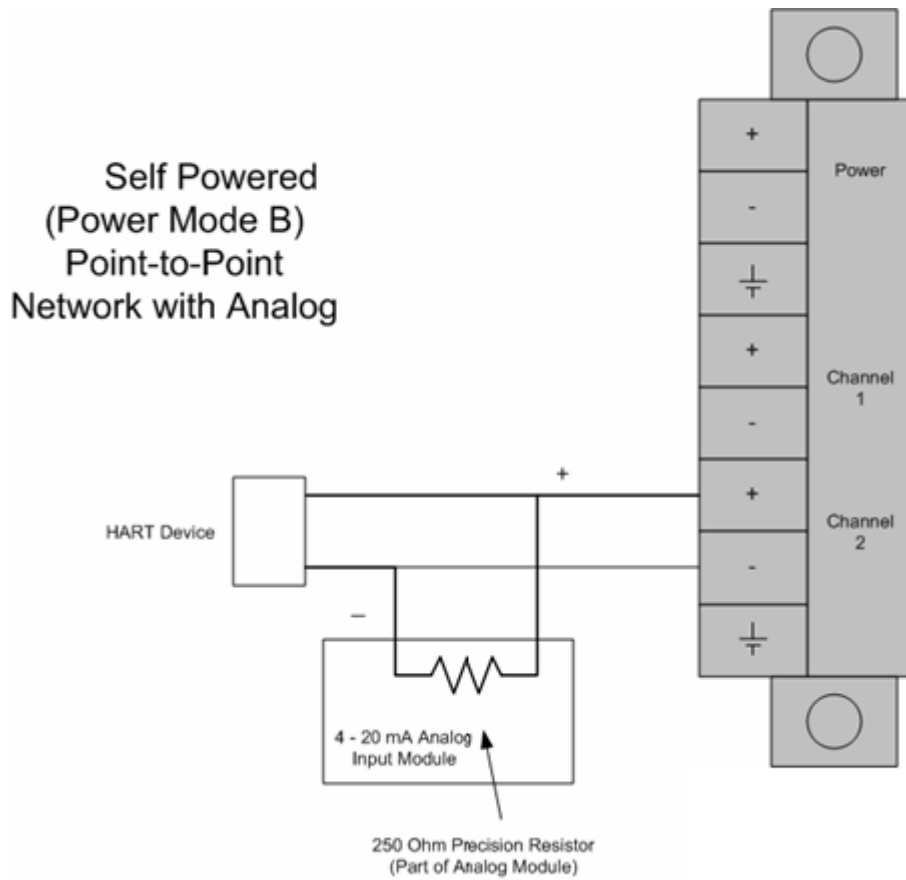 Self Powered
(Power Mode B)
Point-to-Point
Network with Analog
+
Power
-
+
Channel
1
-
+
+
Channel
2
HART Device
-
–
4 - 20 mA Analog
Input Module
250 Ohm Precision Resistor
(Part of Analog Module)